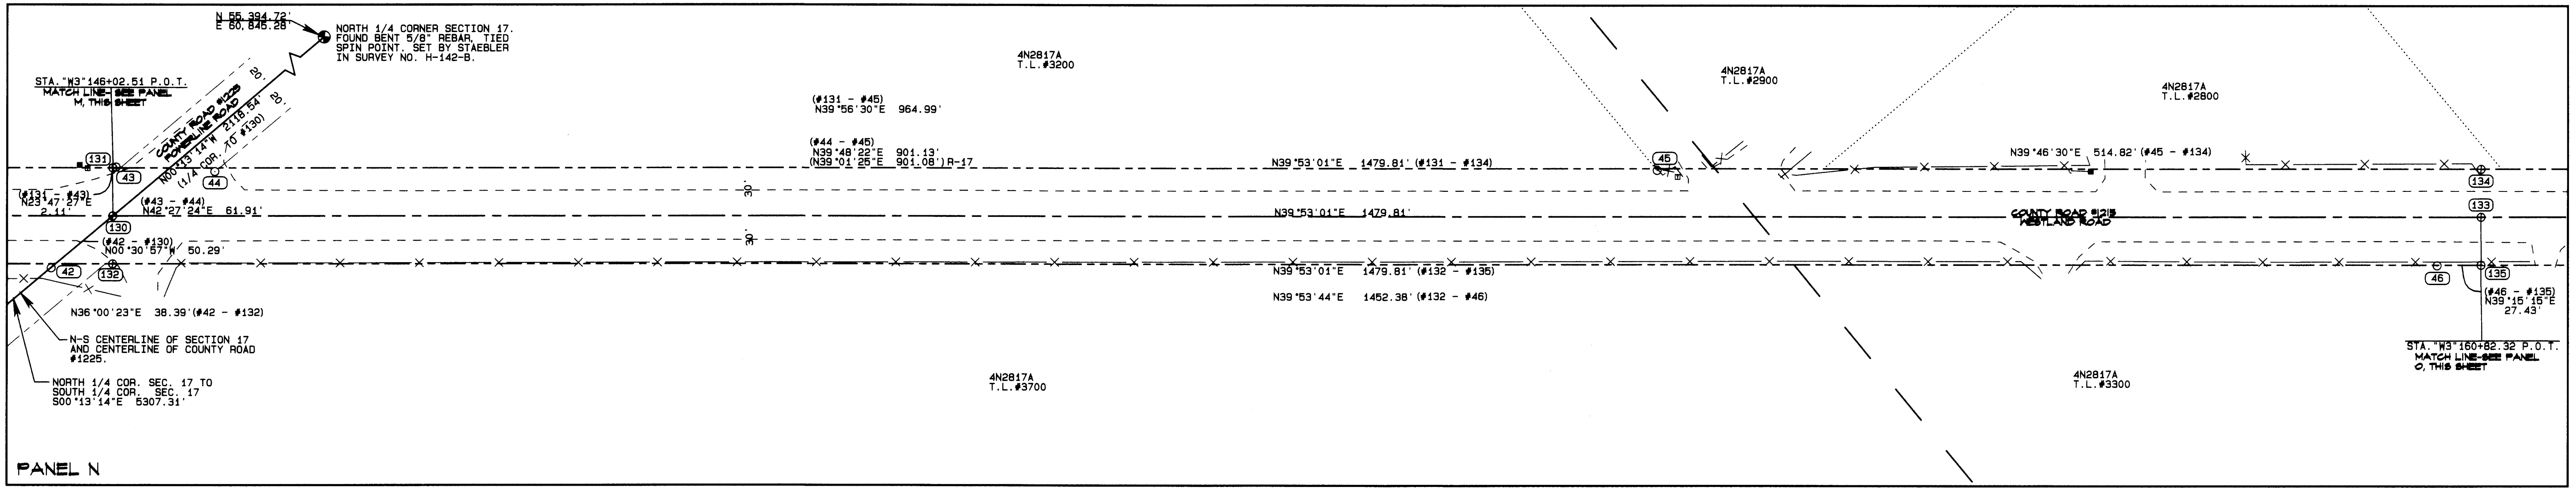 N 55,394.72'
E 60,845.28'
NORTH 1/4 CORNER SECTION 17.
FOUND BENT 5/8" REBAR, TIED
SPIN POINT. SET BY STAEBLER
IN SURVEY NO. H-142-B.
STA. "W3"146+02.51 P.O.T.
MATCH LINE-SEE PANEL
M, THIS SHEET
20'
20'
COUNTY ROAD #1225
POWERLINE ROAD
N00°13'14"W 2118.54'
(1/4 COR. TO #130)
4N2817A
T.L.#3200
4N2817A
T.L.#2900
4N2817A
T.L.#2800
(#131 - #45)
N39°56'30"E 964.99'
(#44 - #45)
N39°48'22"E 901.13'
(N39°01'25"E 901.08')R-17
131
43
44
N39°53'01"E 1479.81' (#131 - #134)
45
N39°46'30"E 514.82' (#45 - #134)
134
(#131 - #43)
N23°47'27"E
2.11'
(#43 - #44)
N42°27'24"E 61.91'
30'
N39°53'01"E 1479.81'
COUNTY ROAD #1215
WESTLAND ROAD
133
130
(#42 - #130)
N00°30'57"W 50.29'
30'
42
132
N39°53'01"E 1479.81' (#132 - #135)
46
135
N39°53'44"E 1452.38' (#132 - #46)
(#46 - #135)
N39°15'15"E
27.43'
N36°00'23"E 38.39'(#42 - #132)
N-S CENTERLINE OF SECTION 17
AND CENTERLINE OF COUNTY ROAD
#1225.
STA. "W3"160+82.32 P.O.T.
MATCH LINE-SEE PANEL
O, THIS SHEET
NORTH 1/4 COR. SEC. 17 TO
SOUTH 1/4 COR. SEC. 17
S00°13'14"E 5307.31'
4N2817A
T.L.#3700
4N2817A
T.L.#3300
PANEL N